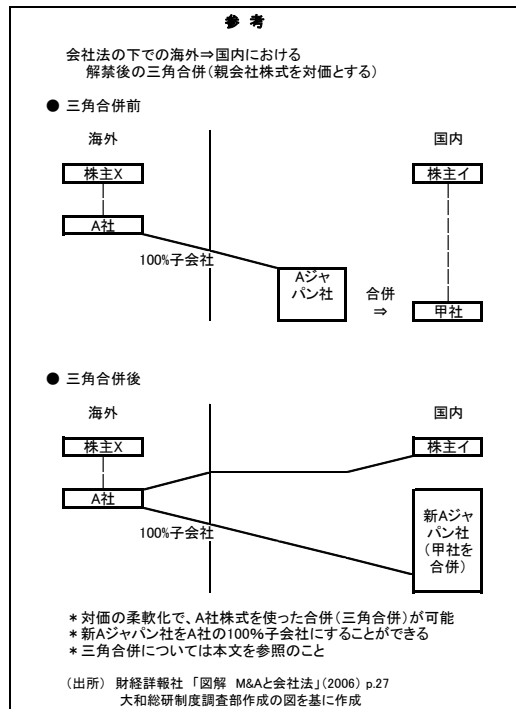 参 考
会社法の下での海外⇒国内における
解禁後の三角合併(親会社株式を対価とする)
● 三角合併前
海外
国内
株主X
株主イ
A社
100%子会社
Aジャ
パン社
合併
⇒
甲社
● 三角合併後
海外
国内
株主X
株主イ
A社
100%子会社
新Aジャ
パン社
(甲社を
合併)
* 対価の柔軟化で、A社株式を使った合併(三角合併)が可能
* 新Aジャパン社をA社の100%子会社にすることができる
* 三角合併については本文を参照のこと
(出所) 財経詳報社 「図解 M&Aと会社法」(2006) p.27
大和総研制度調査部作成の図を基に作成